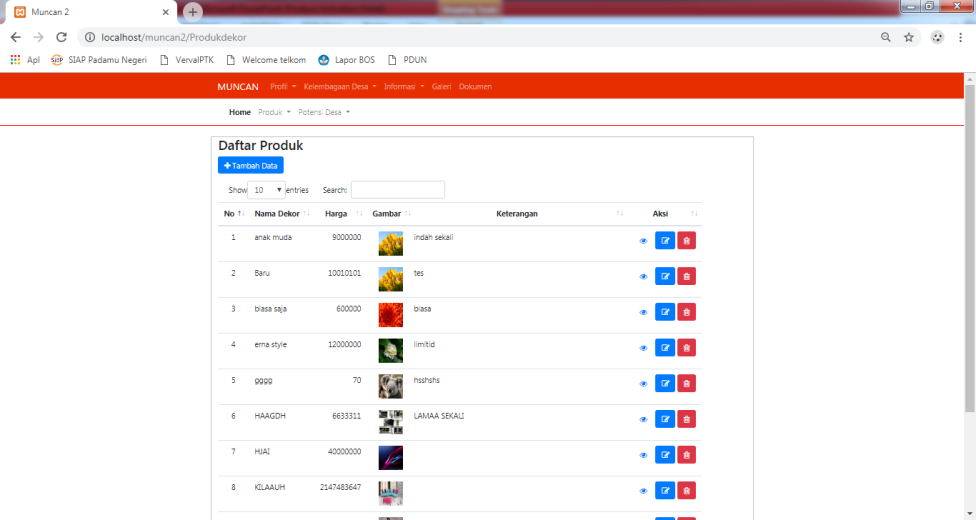 Muncan 2
localhost/muncan2/Produkdekor
Apl SIAP Padamu Negeri VervalPTK Welcome telkom Lapor BOS PDUN
MUNCAN Profil Kelembagaan Desa Informasi Galeri Dokumen
Home Produk Potensi Desa
Daftar Produk
+ Tambah Data
Show 10 entries Search:
No Nama Dekor Harga Gambar Keterangan Aksi
1 anak muda 9000000 indah sekali
2 Baru 10010101 tes
3 biasa saja 600000 biasa
4 erna style 12000000 limitid
5 gggg 70 hsshshs
6 HAAGDH 6633311 LAMAA SEKALI
7 HJAI 40000000
8 KILAAUH 2147483647